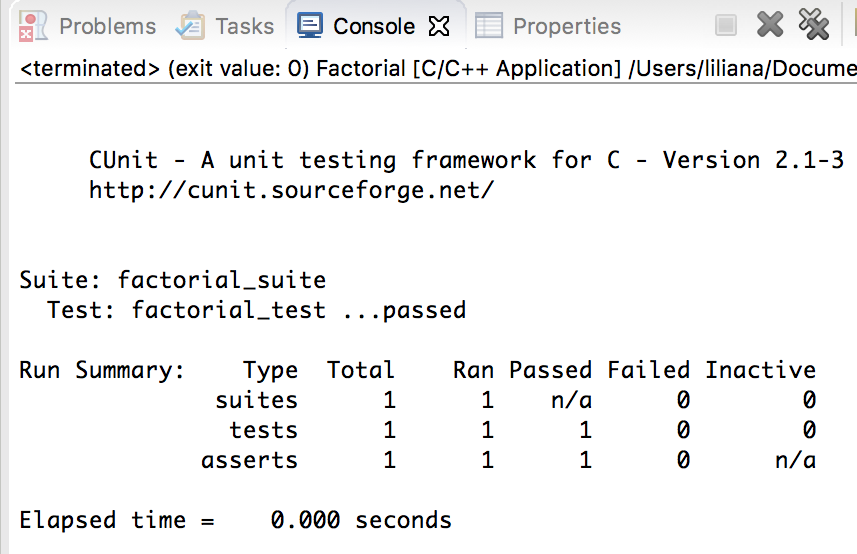 Problems Tasks Console Properties
<terminated> (exit value: 0) Factorial [C/C++ Application] /Users/liliana/Docume
CUnit - A unit testing framework for C - Version 2.1-3
http://cunit.sourceforge.net/
Suite: factorial_suite
Test: factorial_test ...passed
Run Summary: Type Total Ran Passed Failed Inactive
suites 1 1 n/a 0 0
tests 1 1 1 0 0
asserts 1 1 1 0 n/a
Elapsed time = 0.000 seconds